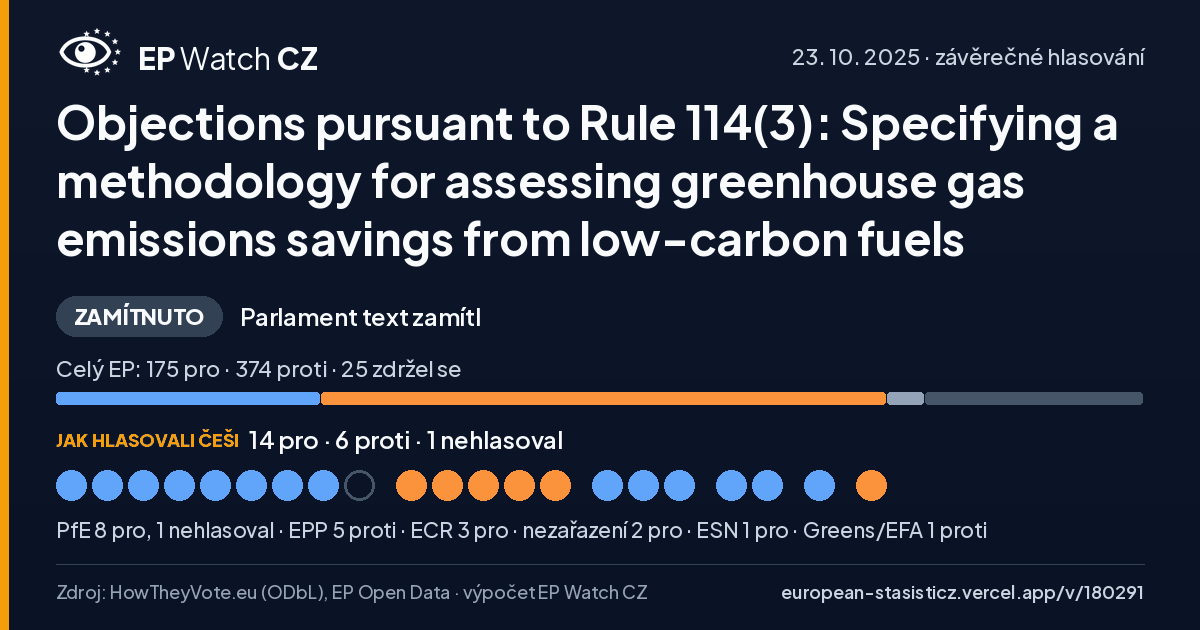 EP Watch CZ
23. 10. 2025 · závěrečné hlasování
Objections pursuant to Rule 114(3): Specifying a
methodology for assessing greenhouse gas
emissions savings from low-carbon fuels
ZAMÍTNUTO
Parlament text zamítl
Celý EP: 175 pro · 374 proti · 25 zdržel se
JAK HLASOVALI ČEŠI 14 pro · 6 proti · 1 nehlasoval
PfE 8 pro, 1 nehlasoval · EPP 5 proti · ECR 3 pro · nezařazení 2 pro · ESN 1 pro · Greens/EFA 1 proti
Zdroj: HowTheyVote.eu (ODbL), EP Open Data · výpočet EP Watch CZ
european-stasisticz.vercel.app/v/180291